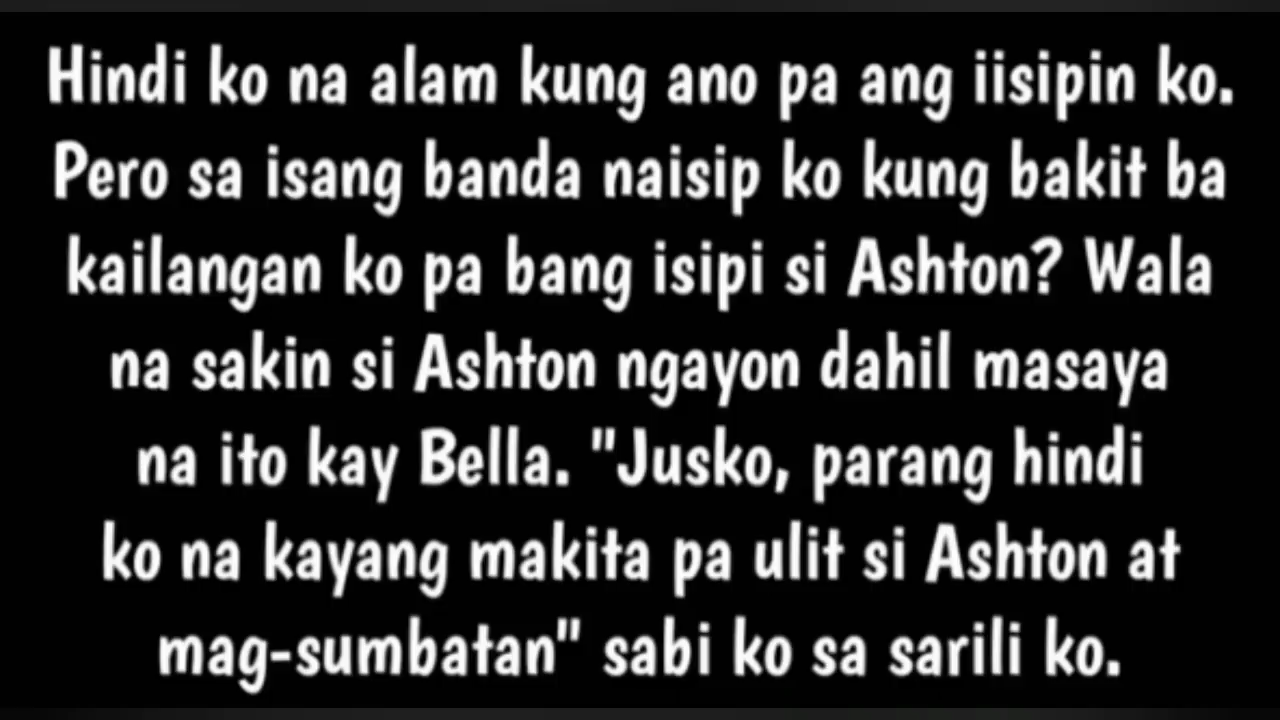 Hindi ko na alam kung ano pa ang iisipin ko.
Pero sa isang banda naisip ko kung bakit ba
kailangan ko pa bang isipi si Ashton? Wala
na sakin si Ashton ngayon dahil masaya
na ito kay Bella. "Jusko, parang hindi
ko na kayang makita pa ulit si Ashton at
mag-sumbatan" sabi ko sa sarili ko.